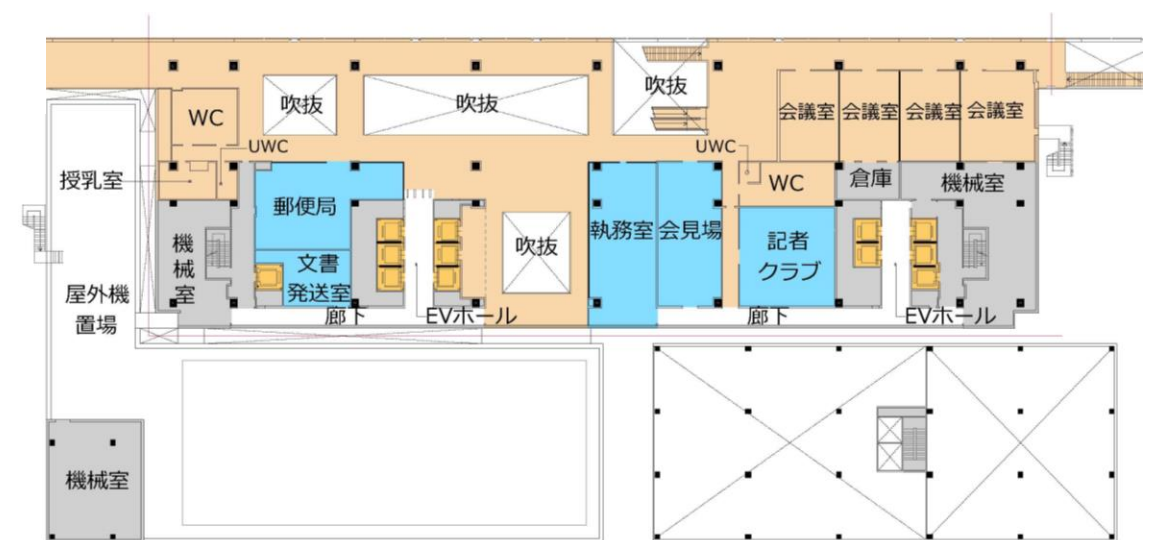 吹抜
吹抜
吹抜
会議室
会議室
会議室
会議室
WC
UWC
UWC
授乳室
郵便局
執務室
会見場
WC
倉庫
機械室
機
械
室
文書
発送室
吹抜
記者
クラブ
屋外機
置場
廊下
EVホール
廊下
EVホール
機械室